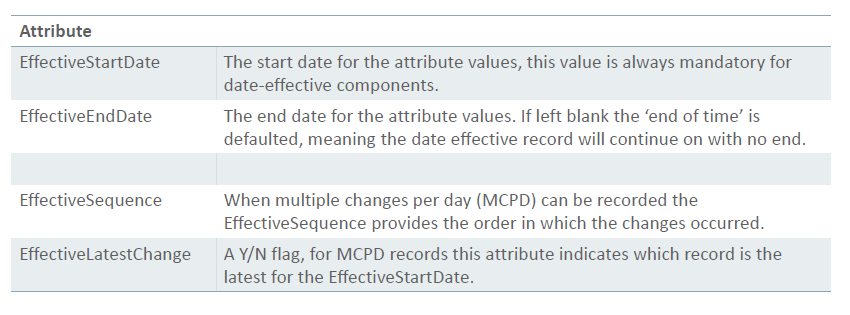 Attribute
EffectiveStartDate
The start date for the attribute values, this value is always mandatory for
date-effective components.
EffectiveEndDate
The end date for the attribute values. If left blank the ‘end of time’ is
defaulted, meaning the date effective record will continue on with no end.
EffectiveSequence
When multiple changes per day (MCPD) can be recorded the
EffectiveSequence provides the order in which the changes occurred.
EffectiveLatestChange
A Y/N flag, for MCPD records this attribute indicates which record is the
latest for the EffectiveStartDate.